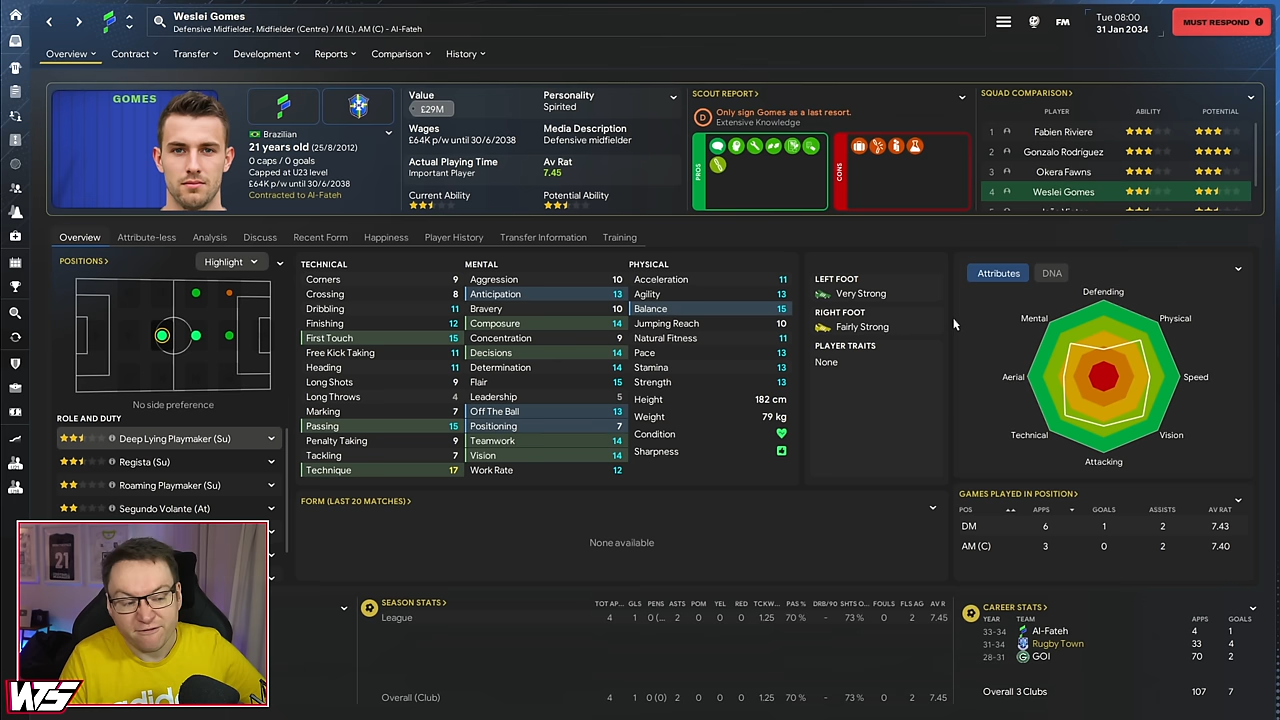 Weslei Gomes
Defensive Midfielder, Midfielder (Centre) / M (L), AM (C) - Al-Fateh
FM
Tue 08:00
31 Jan 2034
MUST RESPOND
Overview
Contract
Transfer
Development
Reports
Comparison
History
GOMES
Brazilian
21 years old (25/8/2012)
0 caps / 0 goals
Capped at U23 level
£64K p/w until 30/6/2038
Contracted to Al-Fateh
Value
£29M
Wages
£64K p/w until 30/6/2038
Actual Playing Time
Important Player
Current Ability
Personality
Spirited
Media Description
Defensive midfielder
Av Rat
7.45
Potential Ability
SCOUT REPORT >
D
Only sign Gomes as a last resort.
Extensive Knowledge
PROS
CONS
SQUAD COMPARISON >
PLAYER ABILITY POTENTIAL
1 Fabien Riviere
2 Gonzalo Rodríguez
3 Okera Fawns
4 Weslei Gomes
Overview
Attribute-less
Analysis
Discuss
Recent Form
Happiness
Player History
Transfer Information
Training
POSITIONS >
Highlight
No side preference
ROLE AND DUTY
Deep Lying Playmaker (Su)
Regista (Su)
Roaming Playmaker (Su)
Segundo Volante (At)
TECHNICAL
Corners 9
Crossing 8
Dribbling 11
Finishing 12
First Touch 15
Free Kick Taking 11
Heading 11
Long Shots 9
Long Throws 4
Marking 7
Passing 15
Penalty Taking 9
Tackling 7
Technique 17
MENTAL
Aggression 10
Anticipation 13
Bravery 10
Composure 14
Concentration 9
Decisions 14
Determination 14
Flair 15
Leadership 5
Off The Ball 13
Positioning 7
Teamwork 14
Vision 14
Work Rate 12
PHYSICAL
Acceleration 11
Agility 13
Balance 15
Jumping Reach 10
Natural Fitness 11
Pace 13
Stamina 13
Strength 13
Height 182 cm
Weight 79 kg
Condition
Sharpness
LEFT FOOT
Very Strong
RIGHT FOOT
Fairly Strong
PLAYER TRAITS
None
Attributes
DNA
Defending
Physical
Speed
Vision
Attacking
Technical
Aerial
Mental
FORM (LAST 20 MATCHES) >
None available
GAMES PLAYED IN POSITION >
POS APPS GOALS ASSISTS AV RAT
DM 6 1 2 7.43
AM (C) 3 0 2 7.40
SEASON STATS >
TOT AP... GLS PENS ASTS POM YEL RED TCKW... PAS % DRB/90 SHTS O... FOULS FLS AG AV R
League 4 1 0 (... 2 0 0 0 1.25 70 % - 73 % 0 2 7.45
Overall (Club) 4 1 0 (0) 2 0 0 0 1.25 70 % - 73 % 0 2 7.45
CAREER STATS >
YEAR TEAM APPS GOALS
33-34 Al-Fateh 4 1
31-34 Rugby Town 33 4
28-31 GOI 70 2
Overall 3 Clubs 107 7
21
adidas
WTS